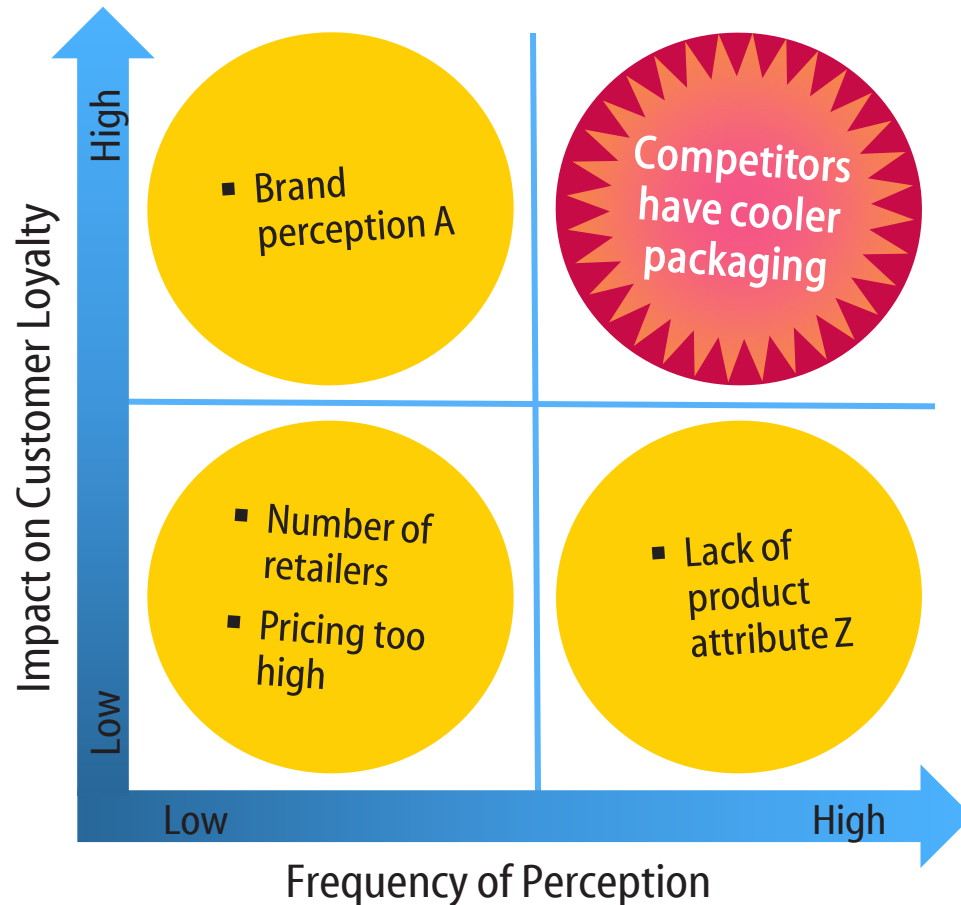 Impact on Customer Loyalty
High
Low
▪ Brand
perception A
Competitors
have cooler
packaging
▪ Number of
retailers
▪ Pricing too
high
▪ Lack of
product
attribute Z
Low
High
Frequency of Perception